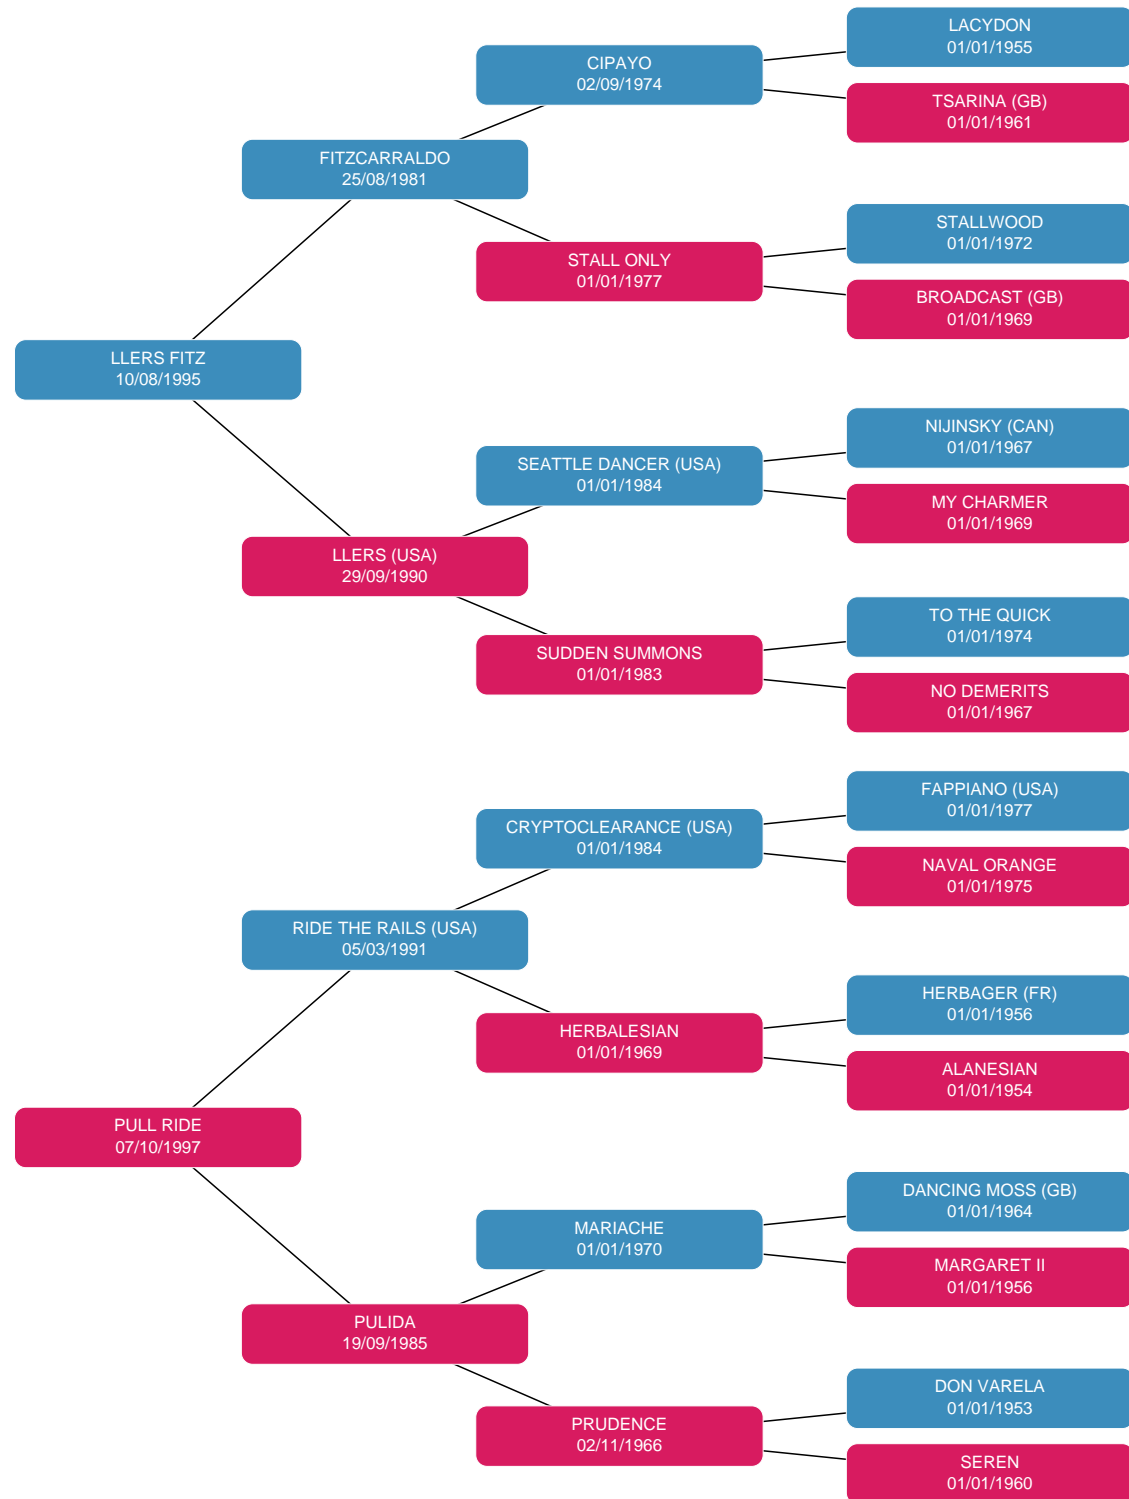 LACYDON
01/01/1955
CIPAYO
02/09/1974
TSARINA (GB)
01/01/1961
FITZCARRALDO
25/08/1981
STALLWOOD
01/01/1972
STALL ONLY
01/01/1977
BROADCAST (GB)
01/01/1969
LLERS FITZ
10/08/1995
NIJINSKY (CAN)
01/01/1967
SEATTLE DANCER (USA)
01/01/1984
MY CHARMER
01/01/1969
LLERS (USA)
29/09/1990
TO THE QUICK
01/01/1974
SUDDEN SUMMONS
01/01/1983
NO DEMERITS
01/01/1967
FAPPIANO (USA)
01/01/1977
CRYPTOCLEARANCE (USA)
01/01/1984
NAVAL ORANGE
01/01/1975
RIDE THE RAILS (USA)
05/03/1991
HERBAGER (FR)
01/01/1956
HERBALESIAN
01/01/1969
ALANESIAN
01/01/1954
PULL RIDE
07/10/1997
DANCING MOSS (GB)
01/01/1964
MARIACHE
01/01/1970
MARGARET II
01/01/1956
PULIDA
19/09/1985
DON VARELA
01/01/1953
PRUDENCE
02/11/1966
SEREN
01/01/1960